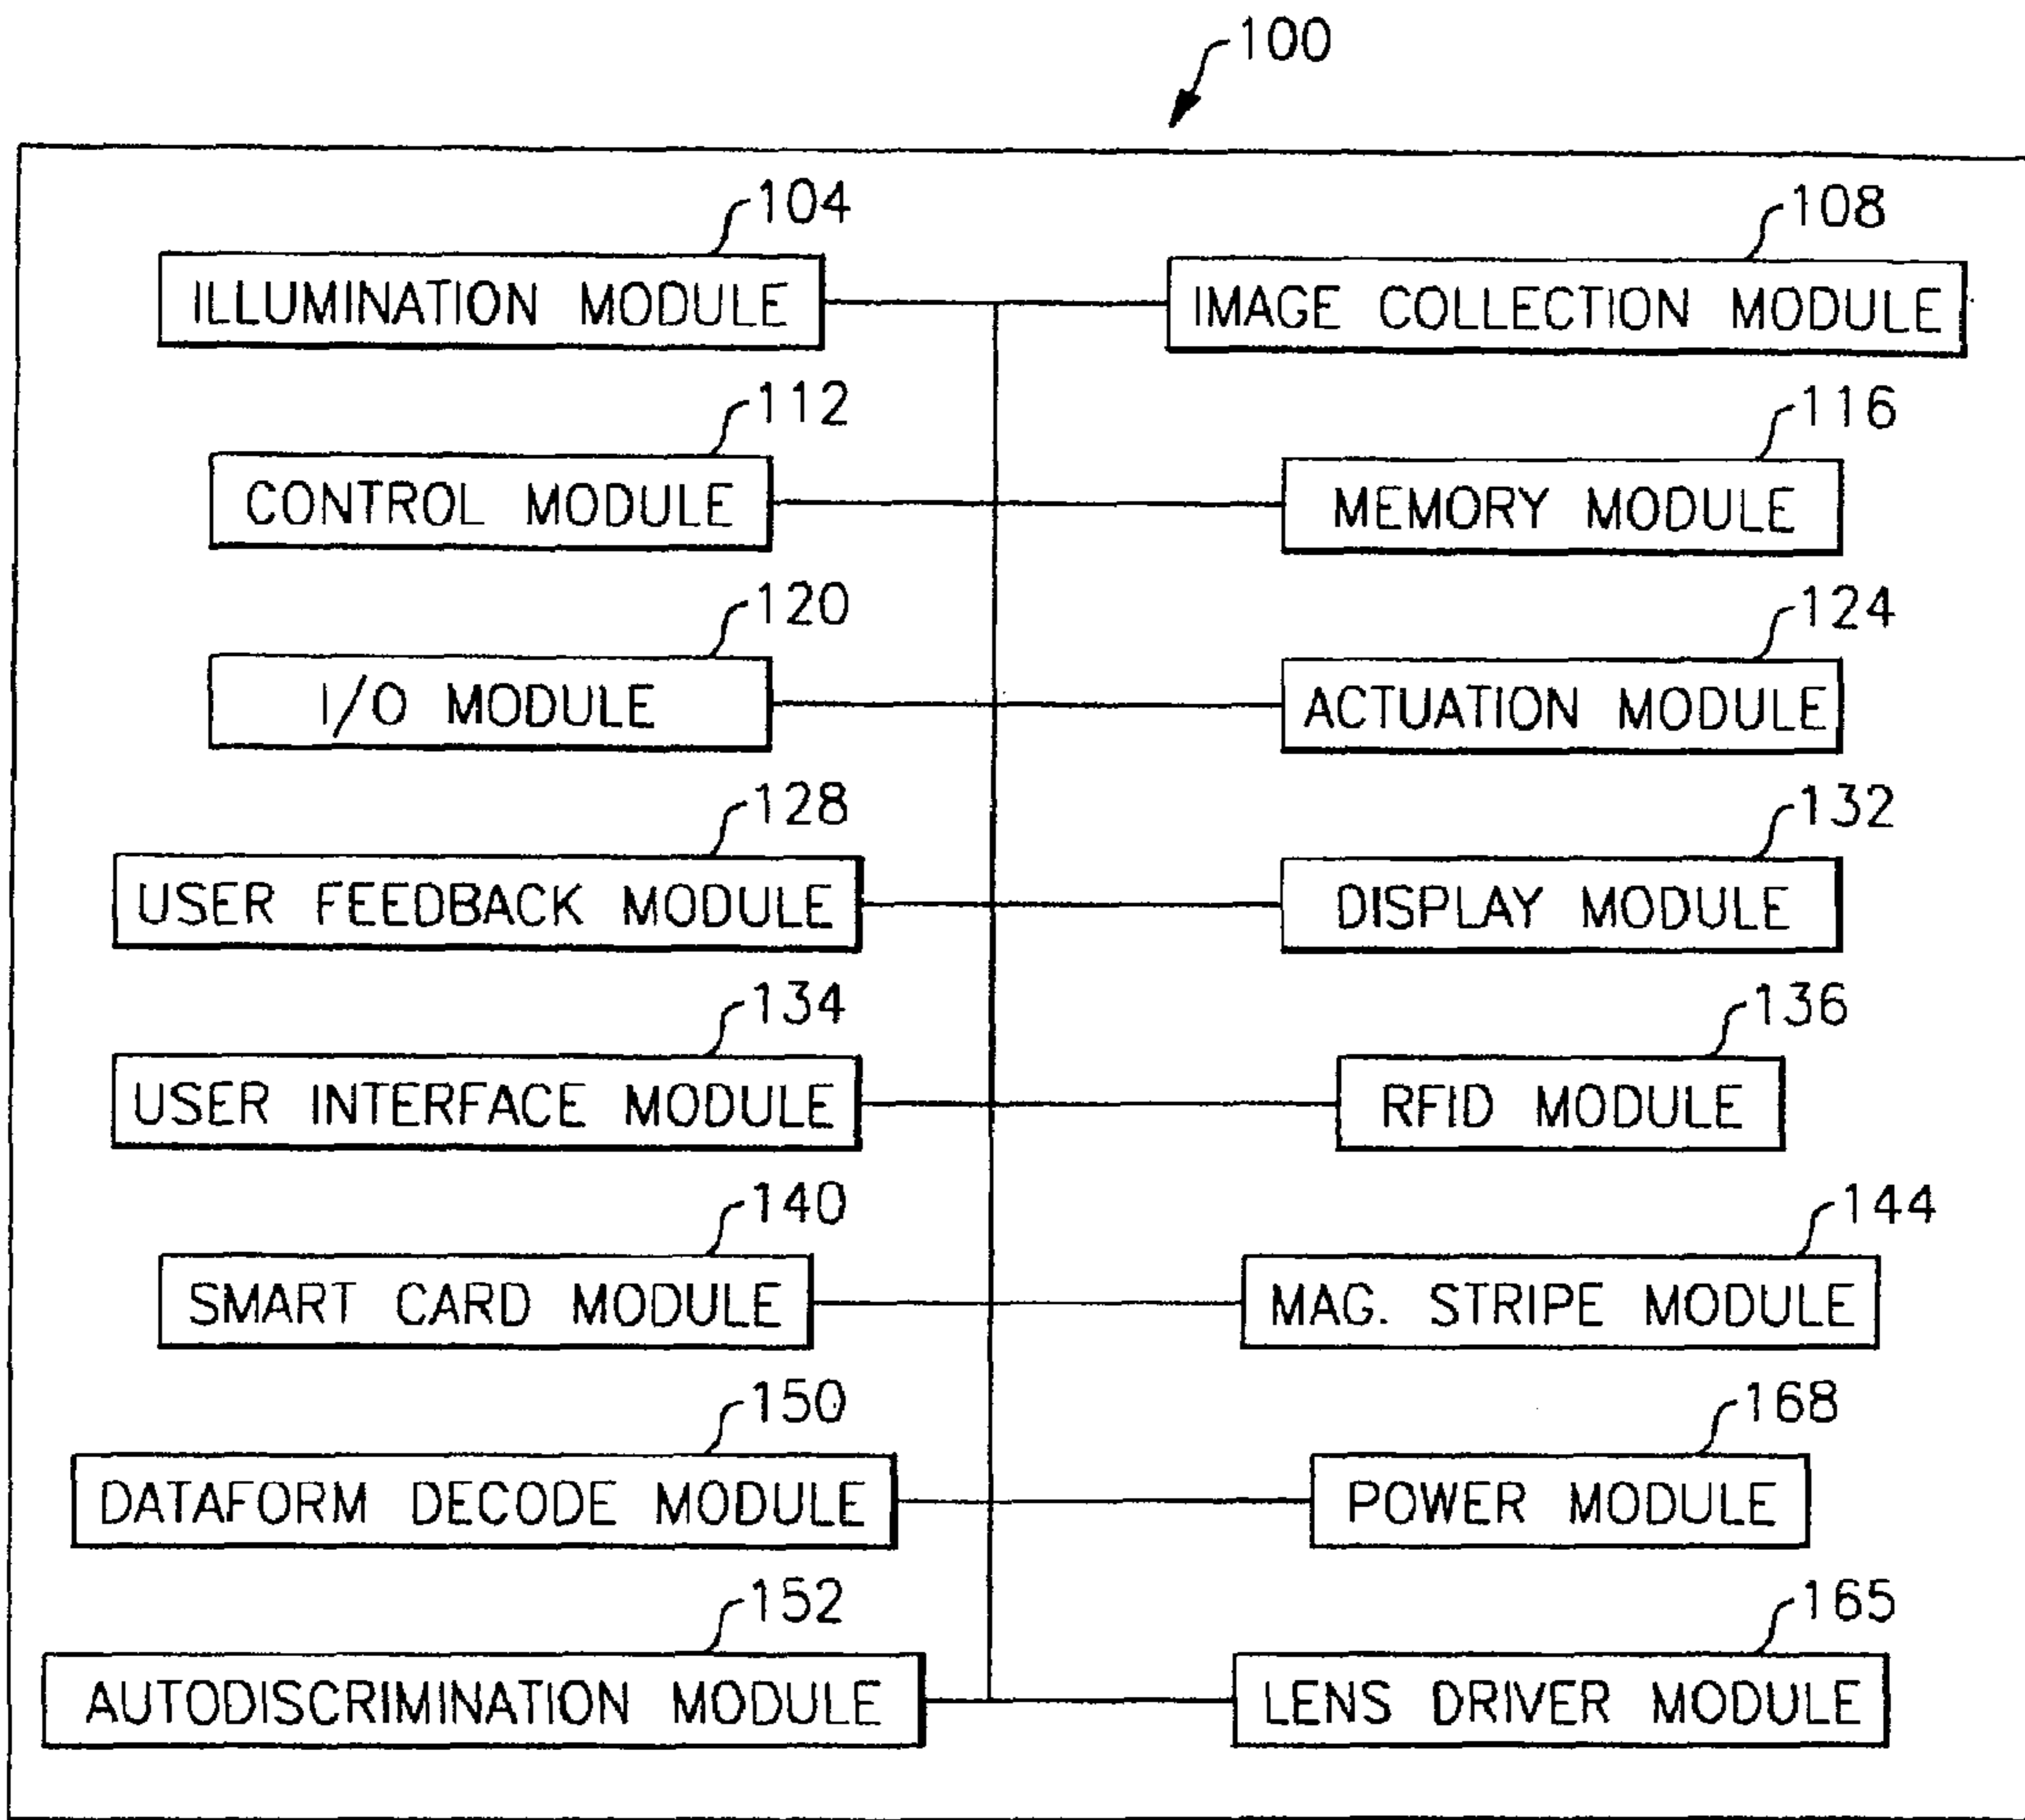 100
104
108
ILLUMINATION MODULE
IMAGE COLLECTION MODULE
112
116
CONTROL MODULE
MEMORY MODULE
120
124
I/O MODULE
ACTUATION MODULE
128
132
USER FEEDBACK MODULE
DISPLAY MODULE
134
136
USER INTERFACE MODULE
RFID MODULE
140
144
SMART CARD MODULE
MAG. STRIPE MODULE
150
168
DATAFORM DECODE MODULE
POWER MODULE
152
165
AUTODISCRIMINATION MODULE
LENS DRIVER MODULE